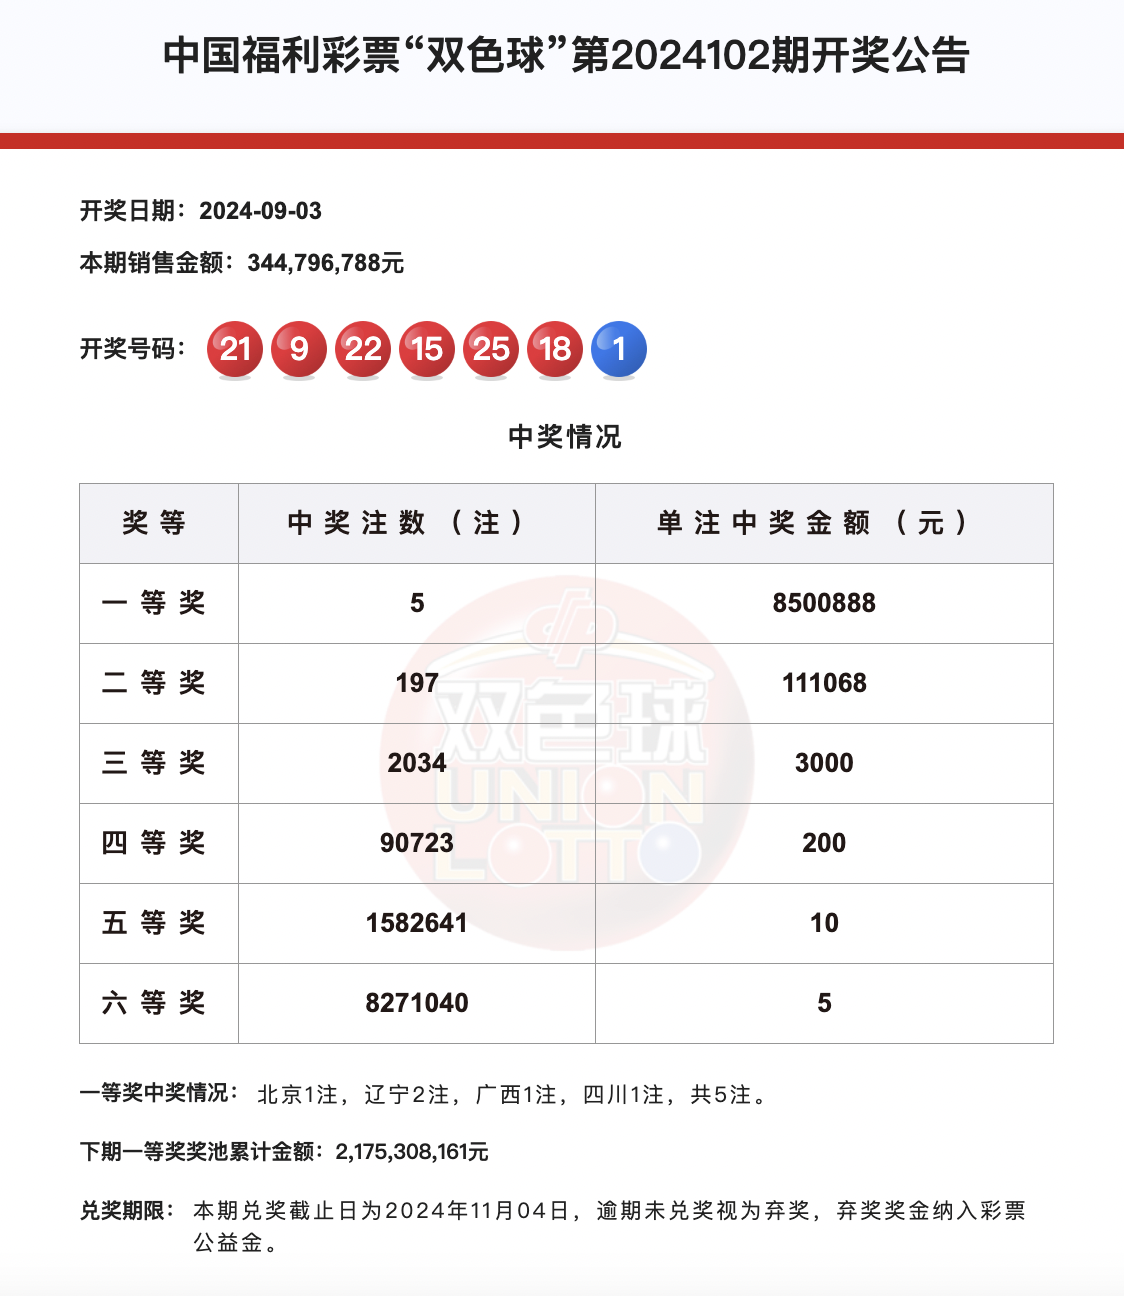 中国福利彩票“双色球”第2024102期开奖公告
开奖日期：2024-09-03
本期销售金额：344,796,788元
开奖号码： 21 9 22 15 25 18 1
中奖情况
奖等 中奖注数（注） 单注中奖金额（元）
一等奖 5 8500888
二等奖 197 111068
三等奖 2034 3000
四等奖 90723 200
五等奖 1582641 10
六等奖 8271040 5
双色球
UNION
LOTTO
一等奖中奖情况： 北京1注，辽宁2注，广西1注，四川1注，共5注。
下期一等奖奖池累计金额：2,175,308,161元
兑奖期限： 本期兑奖截止日为2024年11月04日，逾期未兑奖视为弃奖，弃奖奖金纳入彩票
公益金。